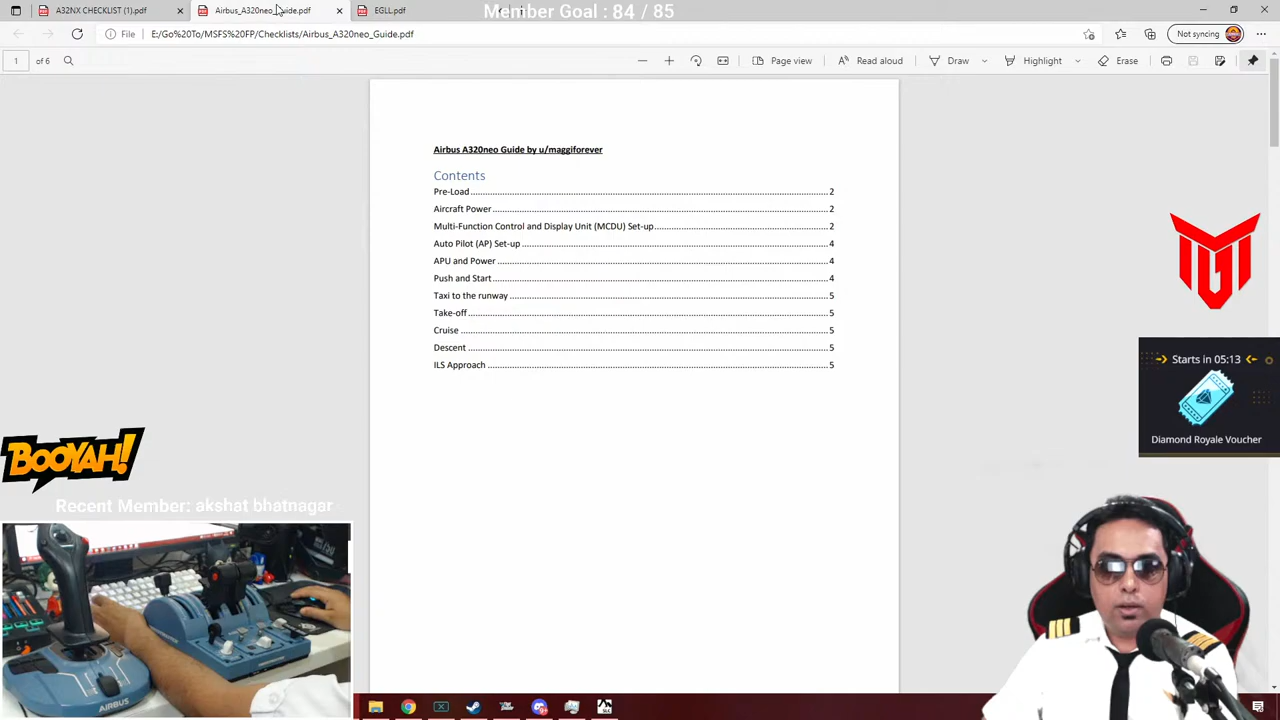 A32NX CHECKLIST (1).pdf
Airbus_A320neo_Guide.pdf
EGLL.pdf
Member Goal : 84 / 85
File
E:/Go%20To/MSFS%20FP/Checklists/Airbus_A320neo_Guide.pdf
Not syncing
1 of 6
Page view
Read aloud
Draw
Highlight
Erase
Airbus A320neo Guide by u/maggiforever
Contents
Pre-Load 2
Aircraft Power 2
Multi-Function Control and Display Unit (MCDU) Set-up 2
Auto Pilot (AP) Set-up 4
APU and Power 4
Push and Start 4
Taxi to the runway 5
Take-off 5
Cruise 5
Descent 5
ILS Approach 5
Starts in 05:13
Diamond Royale Voucher
BOOYAH!
Recent Member: akshat bhatnagar
AIRBUS
SLC